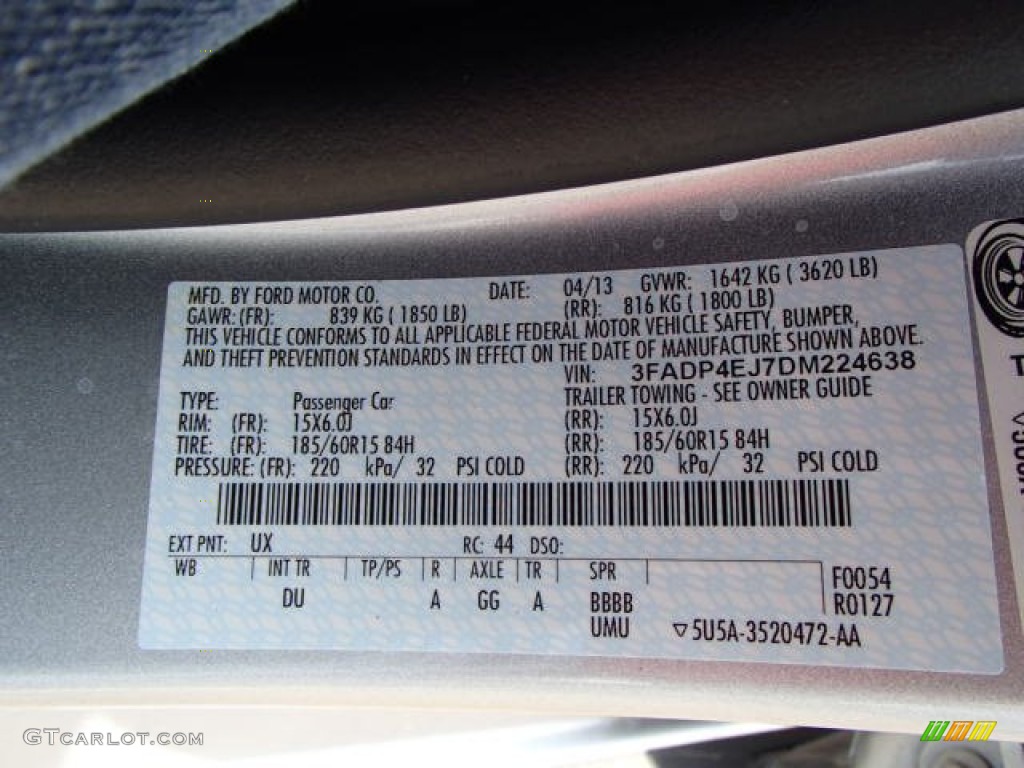 MFD. BY FORD MOTOR CO. DATE: 04/13 GVWR: 1642 KG ( 3620 LB)
GAWR: (FR): 839 KG ( 1850 LB) (RR): 816 KG ( 1800 LB)
THIS VEHICLE CONFORMS TO ALL APPLICABLE FEDERAL MOTOR VEHICLE SAFETY, BUMPER,
AND THEFT PREVENTION STANDARDS IN EFFECT ON THE DATE OF MANUFACTURE SHOWN ABOVE.
VIN: 3FADP4EJ7DM224638
TYPE: Passenger Car TRAILER TOWING - SEE OWNER GUIDE
RIM: (FR): 15X6.0J (RR): 15X6.0J
TIRE: (FR): 185/60R15 84H (RR): 185/60R15 84H
PRESSURE: (FR): 220 kPa/ 32 PSI COLD (RR): 220 kPa/ 32 PSI COLD
EXT PNT: UX RC: 44 DSO:
WB INT TR TP/PS R AXLE TR SPR F0054
DU A GG A BBBB R0127
UMU ▽5U5A-3520472-AA
GTCARLOT.COM